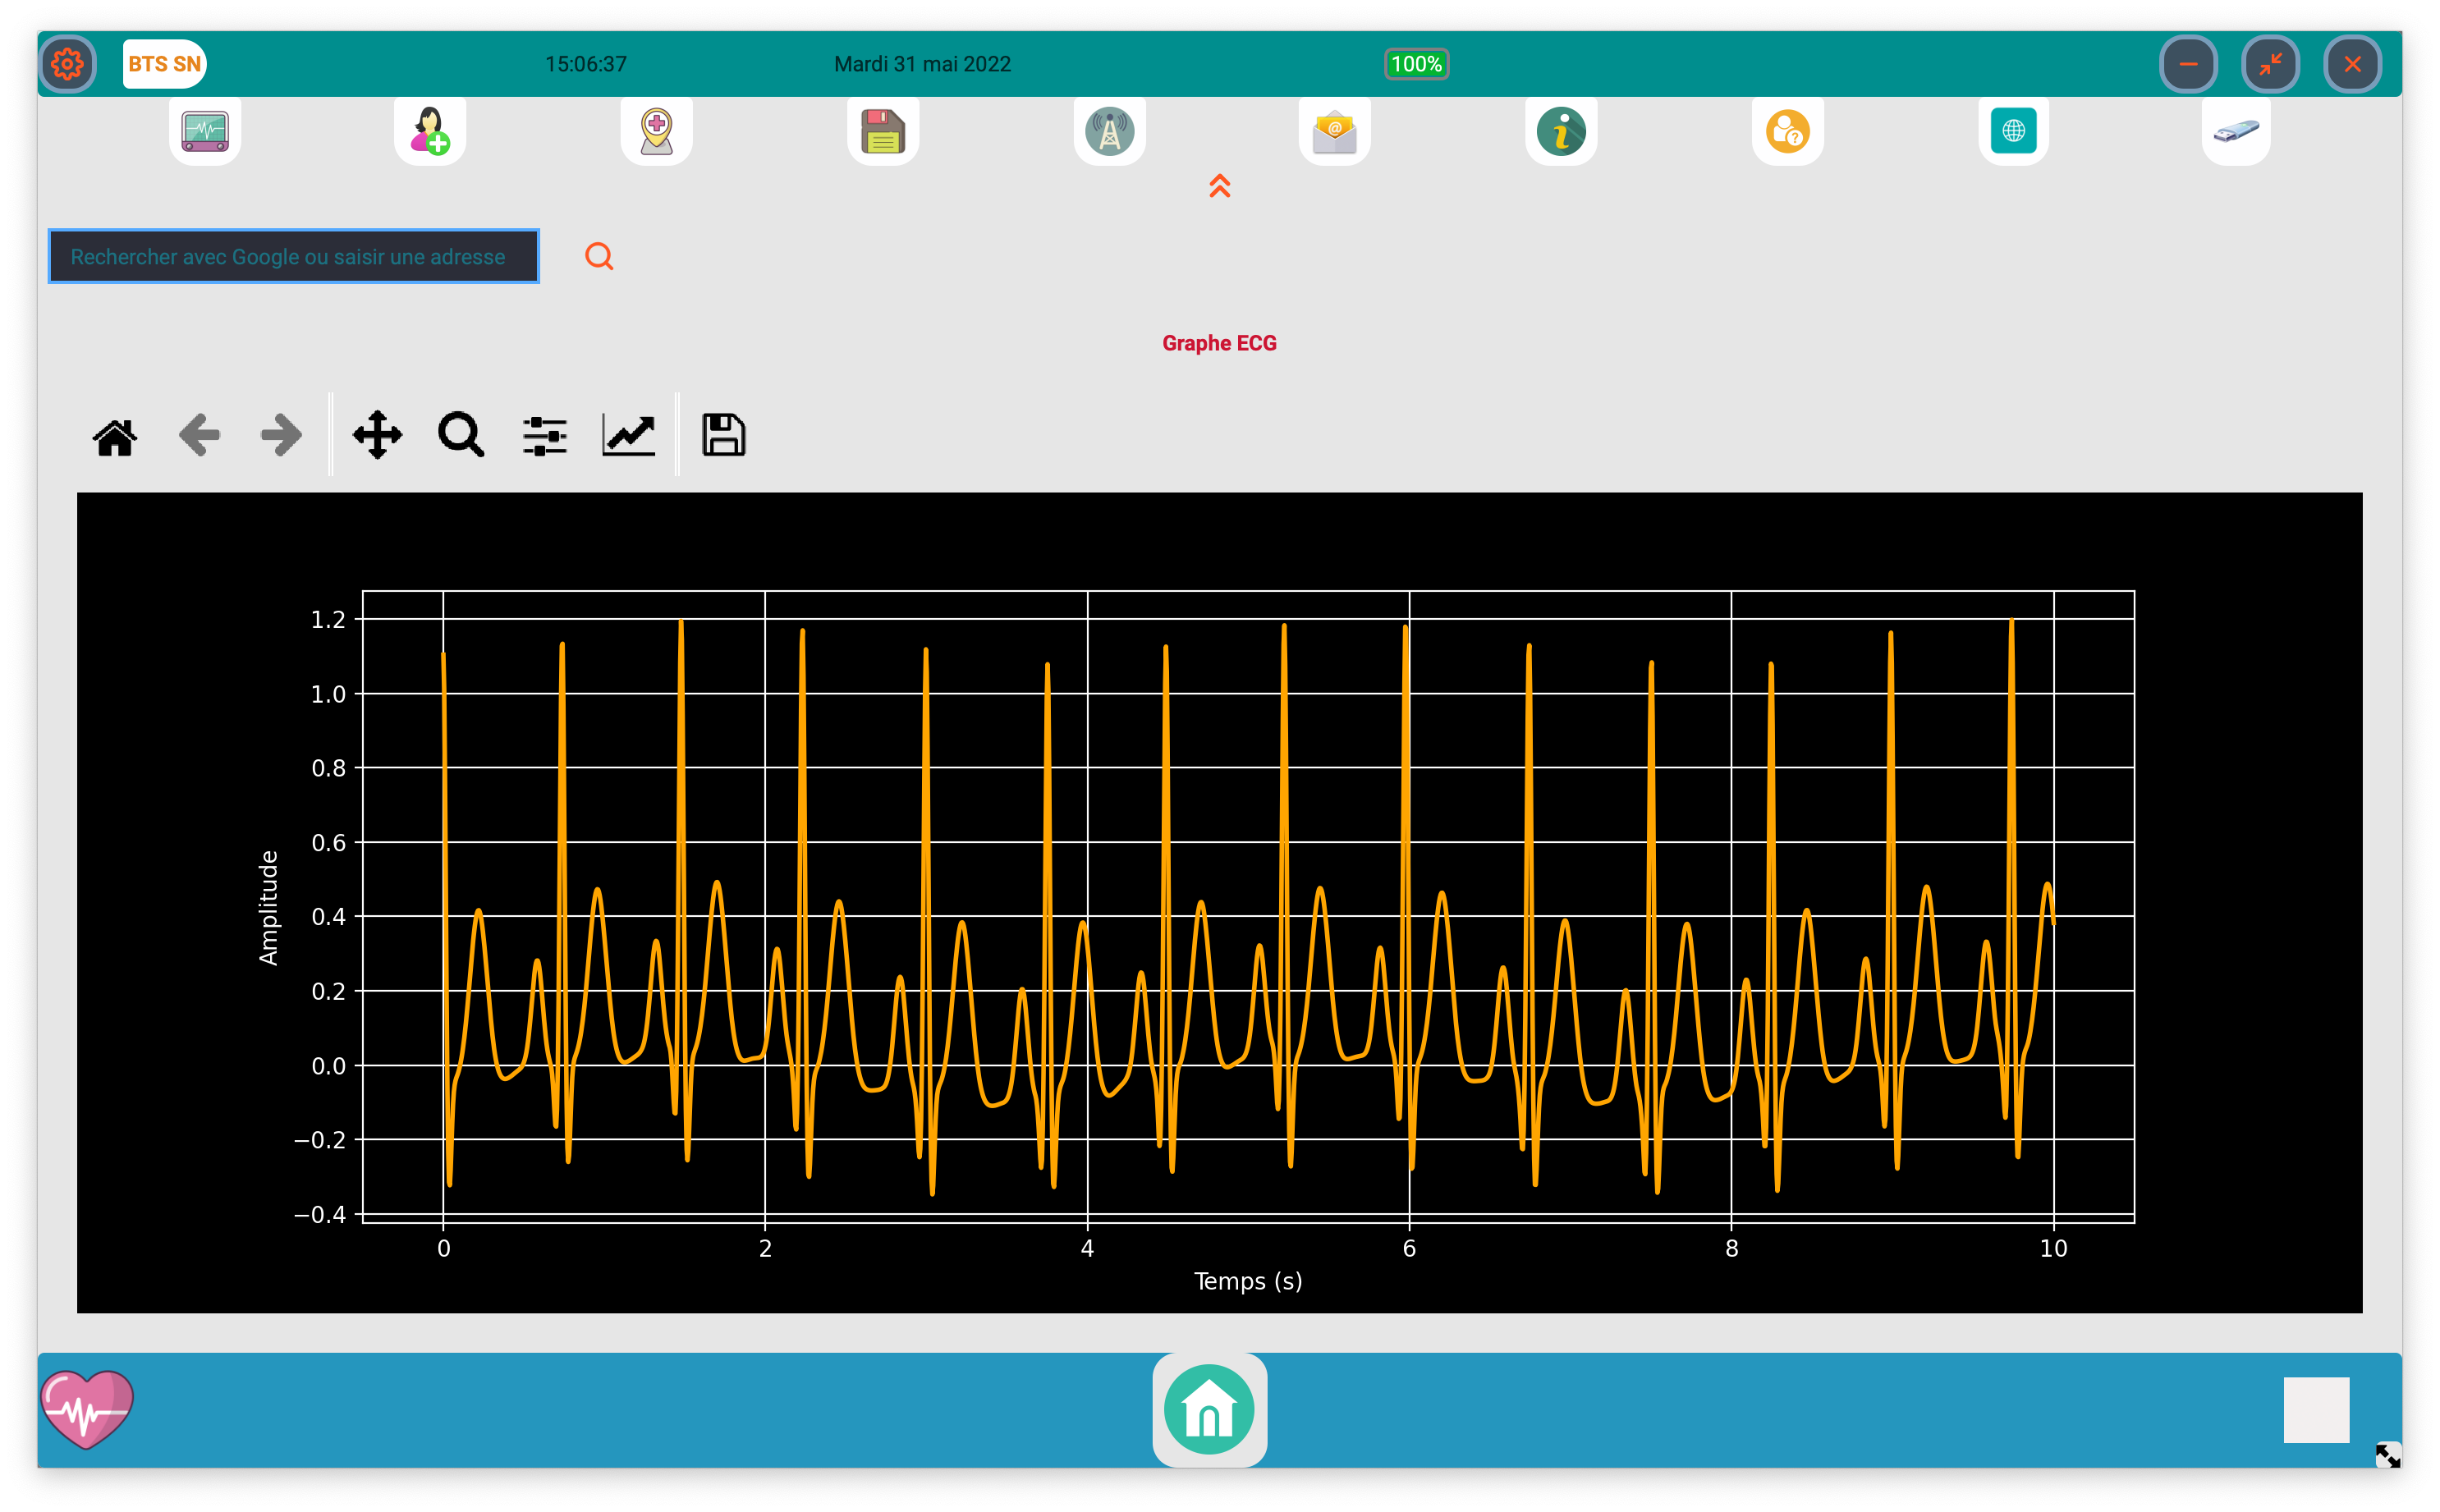 BTS SN 15:06:37 Mardi 31 mai 2022 100%
Rechercher avec Google ou saisir une adresse
Graphe ECG
1.2
1.0
0.8
0.6
0.4
0.2
0.0
−0.2
−0.4
Amplitude
0 2 4 6 8 10
Temps (s)